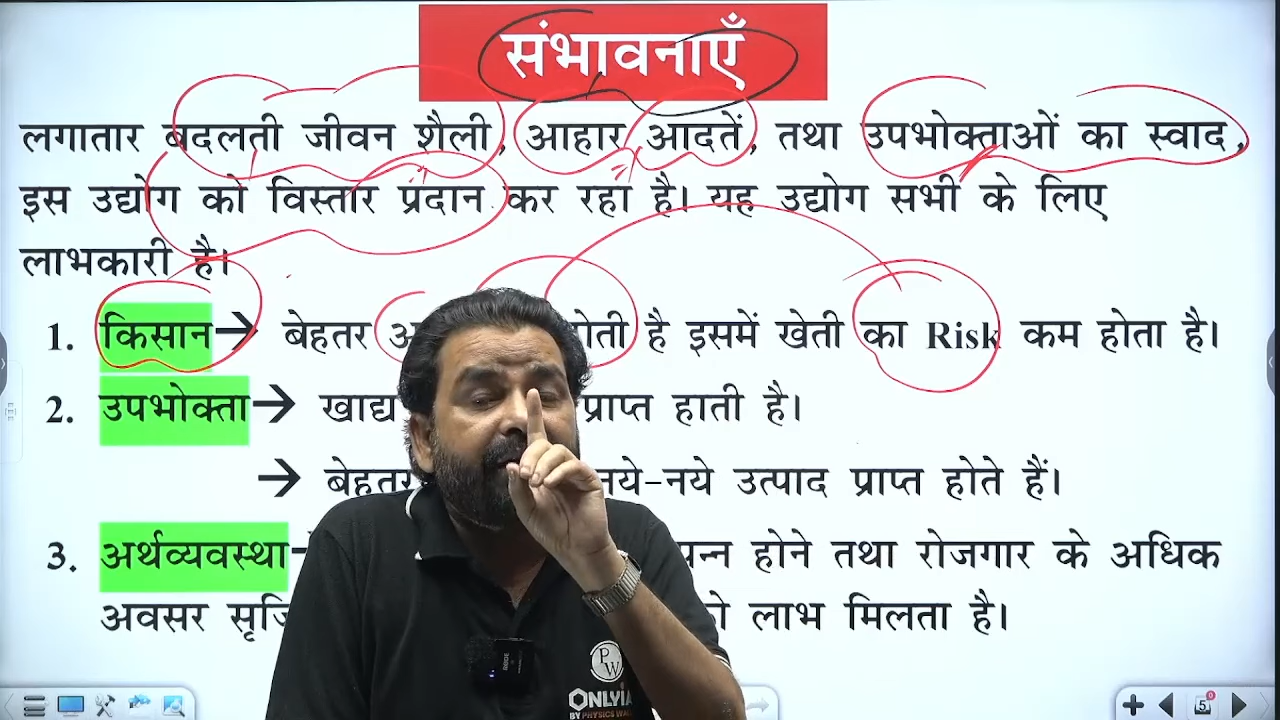 संभावनाएँ
लगातार बदलती जीवन शैली, आहार आदतें, तथा उपभोक्ताओं का स्वाद,
इस उद्योग को विस्तार प्रदान कर रहा है। यह उद्योग सभी के लिए
लाभकारी है।
1. किसान→ बेहतर होती है इसमें खेती का Risk कम होता है।
2. उपभोक्ता→ खाद्य प्राप्त हाती है।
→ बेहतर नये-नये उत्पाद प्राप्त होते हैं।
3. अर्थव्यवस्था होने तथा रोजगार के अधिक
अवसर लाभ मिलता है।
PW
ONLYIAS
BY PHYSICS WALLAH
5
0